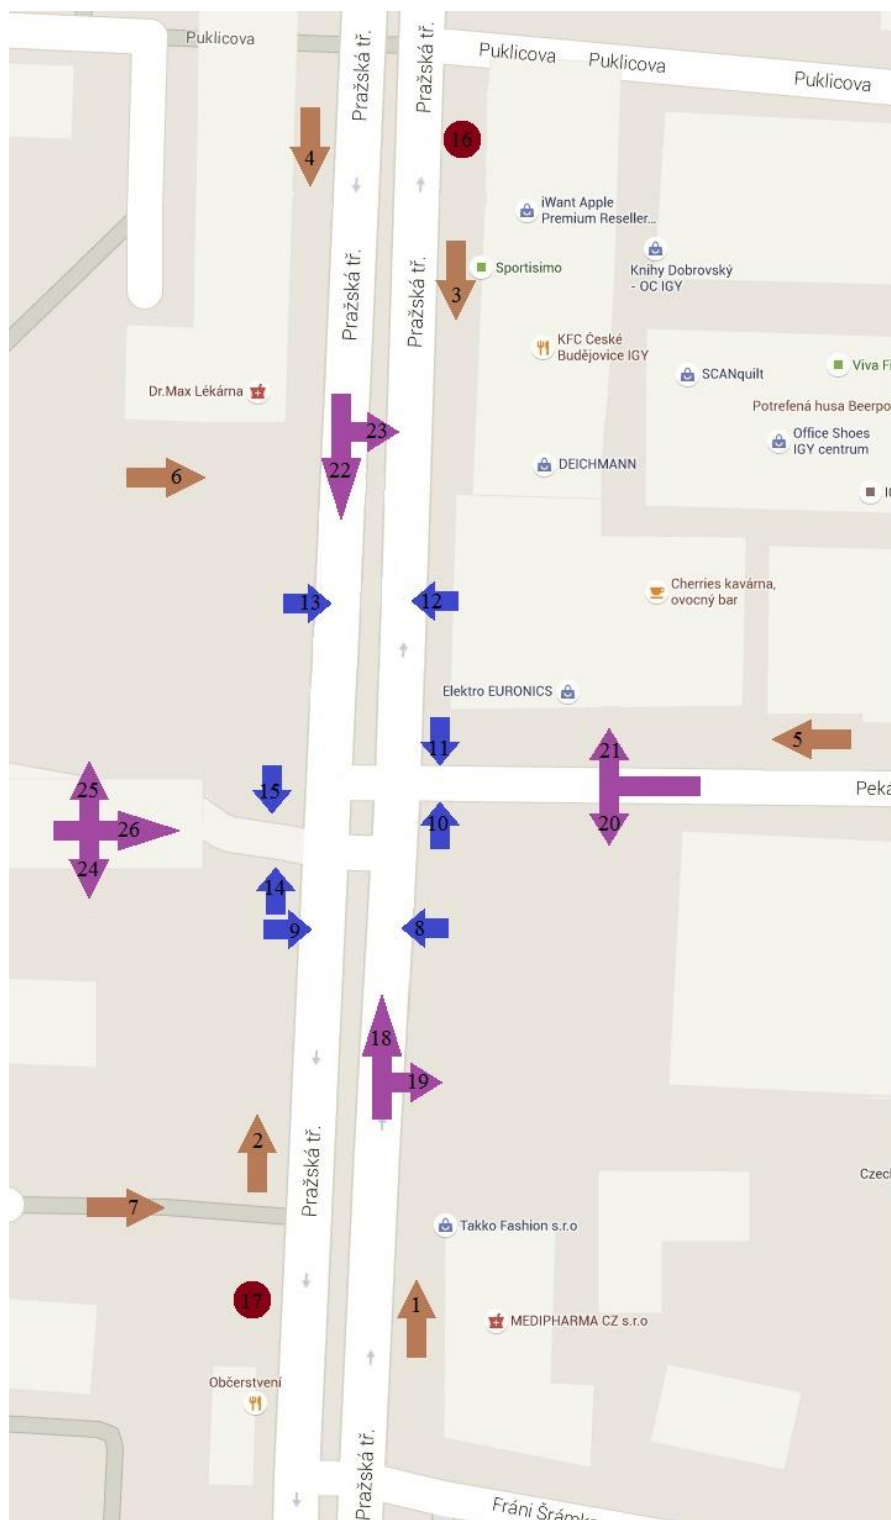 Puklicova
Pražská tř.
Pražská tř.
Puklicova
Puklicova
Puklicova
4
16
iWant Apple
Premium Reseller...
Knihy Dobrovský
- OC IGY
Pražská tř.
Pražská tř.
Sportisimo
3
KFC České
Budějovice IGY
SCANquilt
Viva
Dr.Max Lékárna
Potrefená husa
23
Office Shoes
IGY centrum
6
22
DEICHMANN
13
12
Cherries kavárna,
ovocný bar
Elektro EURONICS
11
21
5
25
15
26
10
20
24
14
9
8
18
19
2
Pražská tř.
7
Takko Fashion s.r.o
17
1
MEDIPHARMA CZ s.r.o
Občerstvení
Pražská tř.
Fráni